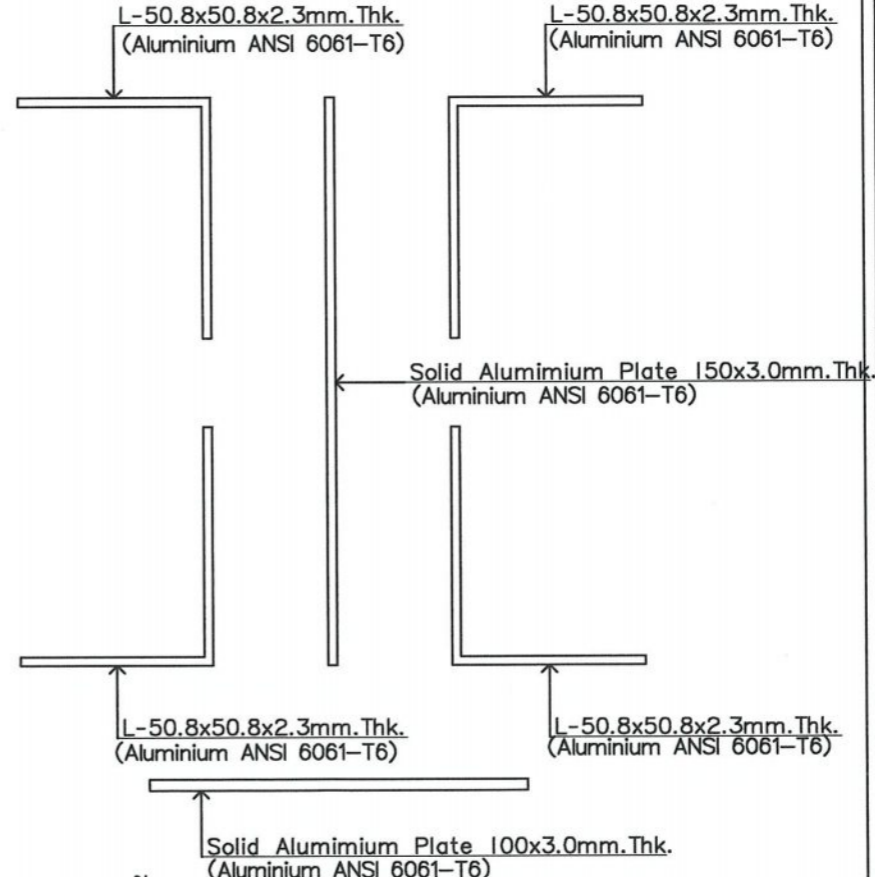 L-50.8x50.8x2.3mm.Thk.
(Aluminium ANSI 6061-T6)
L-50.8x50.8x2.3mm.Thk.
(Aluminium ANSI 6061-T6)
Solid Alumimium Plate 150x3.0mm.Thk.
(Aluminium ANSI 6061-T6)
L-50.8x50.8x2.3mm.Thk.
(Aluminium ANSI 6061-T6)
L-50.8x50.8x2.3mm.Thk.
(Aluminium ANSI 6061-T6)
Solid Alumimium Plate 100x3.0mm.Thk.
(Aluminium ANSI 6061-T6)